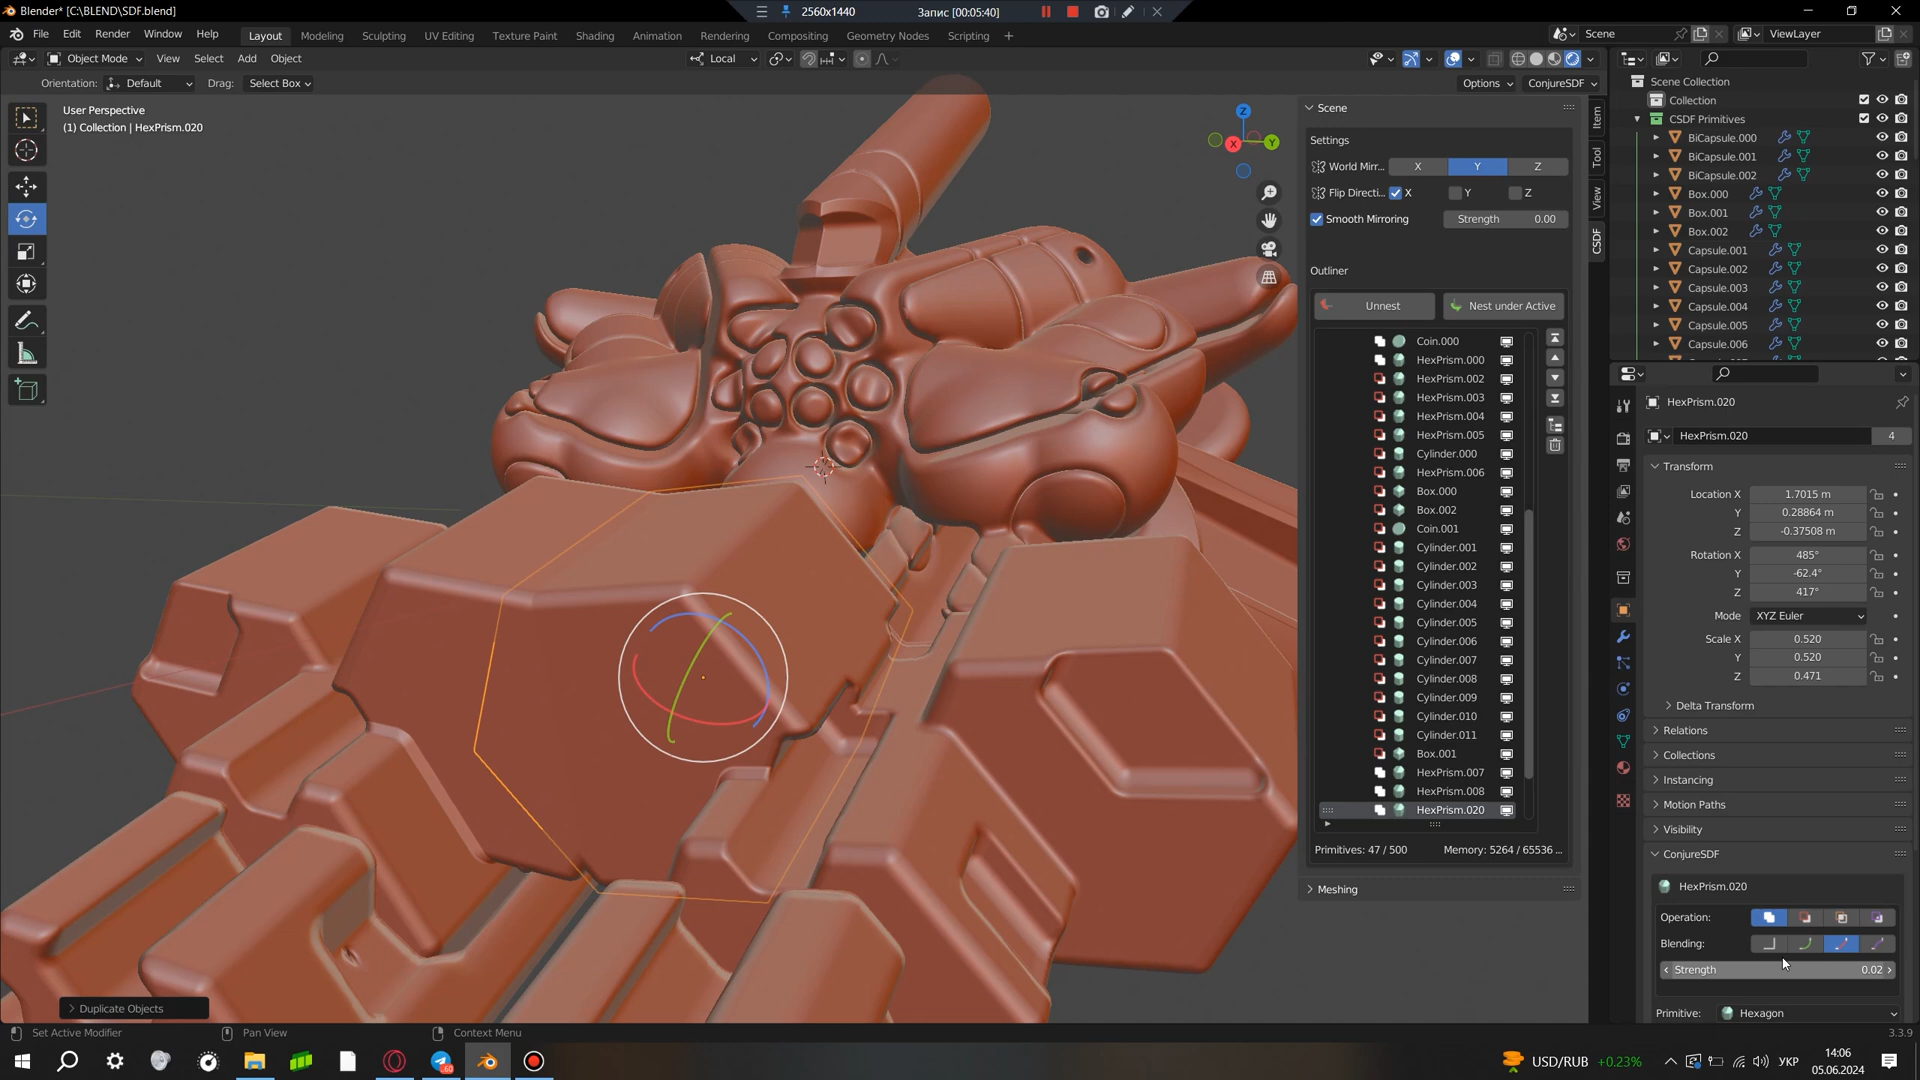 Blender* [C:\BLEND\SDF.blend]
2560x1440
Запис [00:05:40]
File Edit Render Window Help
Layout Modeling Sculpting UV Editing Texture Paint Shading Animation Rendering Compositing Geometry Nodes Scripting +
Scene
ViewLayer
Object Mode View Select Add Object
Local
Orientation: Default Drag: Select Box
Options ConjureSDF
User Perspective
(1) Collection | HexPrism.020
Z
Y
X
Item
Tool
View
CSDF
Scene
Settings
World Mirr... X Y Z
Flip Directi... X Y Z
Smooth Mirroring Strength 0.00
Outliner
Unnest Nest under Active
Coin.000
HexPrism.000
HexPrism.002
HexPrism.003
HexPrism.004
HexPrism.005
Cylinder.000
HexPrism.006
Box.000
Box.002
Coin.001
Cylinder.001
Cylinder.002
Cylinder.003
Cylinder.004
Cylinder.005
Cylinder.006
Cylinder.007
Cylinder.008
Cylinder.009
Cylinder.010
Cylinder.011
Box.001
HexPrism.007
HexPrism.008
HexPrism.020
Primitives: 47 / 500 Memory: 5264 / 65536 ...
Meshing
Scene Collection
Collection
CSDF Primitives
BiCapsule.000
BiCapsule.001
BiCapsule.002
Box.000
Box.001
Box.002
Capsule.001
Capsule.002
Capsule.003
Capsule.004
Capsule.005
Capsule.006
HexPrism.020
HexPrism.020 4
Transform
Location X 1.7015 m
Y 0.28864 m
Z -0.37508 m
Rotation X 485°
Y -62.4°
Z 417°
Mode XYZ Euler
Scale X 0.520
Y 0.520
Z 0.471
Delta Transform
Relations
Collections
Instancing
Motion Paths
Visibility
ConjureSDF
HexPrism.020
Operation:
Blending:
Strength 0.02
Primitive: Hexagon
Duplicate Objects
Set Active Modifier Pan View Context Menu
3.3.9
USD/RUB +0.23%
УКР
14:06
05.06.2024